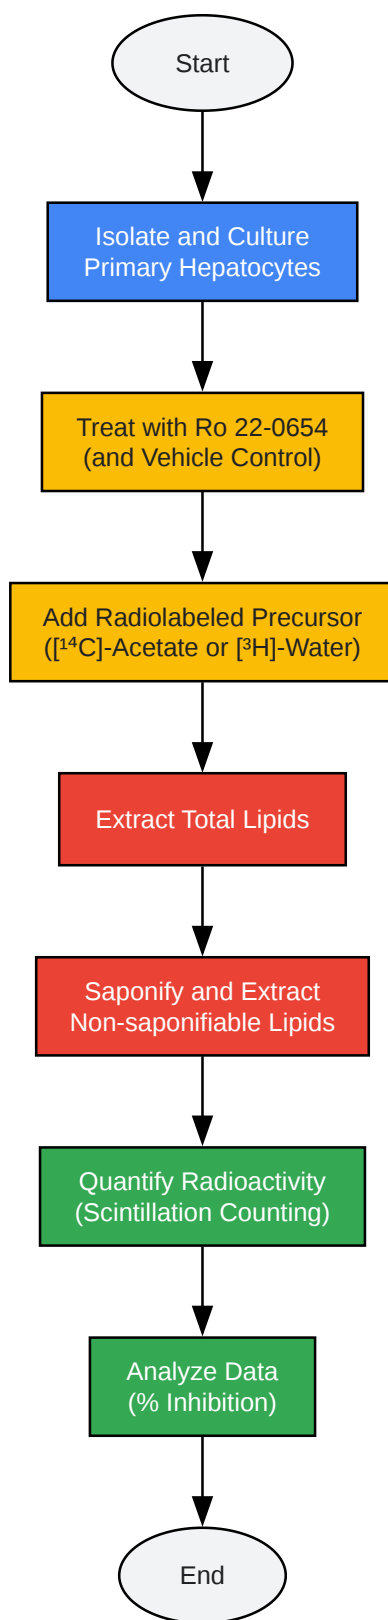 Start
Isolate and Culture
Primary Hepatocytes
Treat with Ro 22-0654
(and Vehicle Control)
Add Radiolabeled Precursor
([¹⁴C]-Acetate or [³H]-Water)
Extract Total Lipids
Saponify and Extract
Non-saponifiable Lipids
Quantify Radioactivity
(Scintillation Counting)
Analyze Data
(% Inhibition)
End